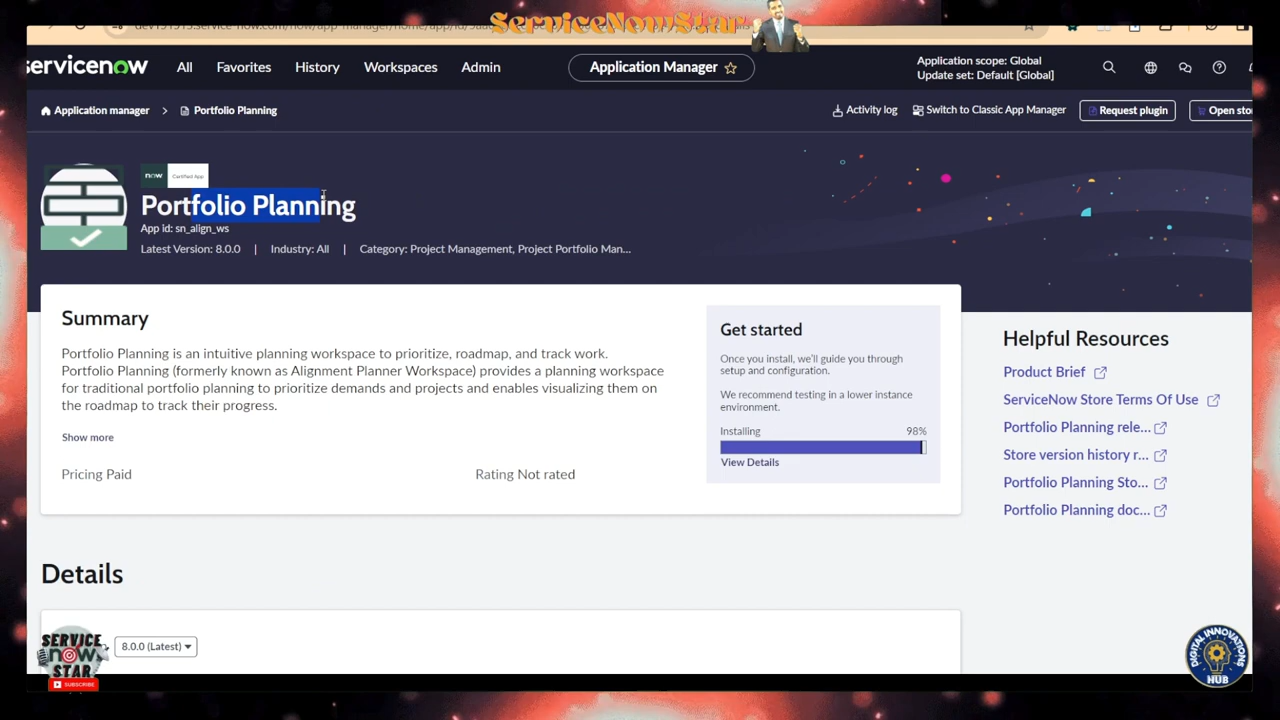 ServiceNowStar
servicenow
All
Favorites
History
Workspaces
Admin
Application Manager
Application scope: Global
Update set: Default [Global]
Application manager
Portfolio Planning
Activity log
Switch to Classic App Manager
Request plugin
Open sto
now Certified App
Portfolio Planning
App id: sn_align_ws
Latest Version: 8.0.0 | Industry: All | Category: Project Management, Project Portfolio Man...
Summary
Portfolio Planning is an intuitive planning workspace to prioritize, roadmap, and track work.
Portfolio Planning (formerly known as Alignment Planner Workspace) provides a planning workspace
for traditional portfolio planning to prioritize demands and projects and enables visualizing them on
the roadmap to track their progress.
Show more
Pricing Paid
Rating Not rated
Get started
Once you install, we'll guide you through
setup and configuration.
We recommend testing in a lower instance
environment.
Installing 98%
View Details
Helpful Resources
Product Brief
ServiceNow Store Terms Of Use
Portfolio Planning rele...
Store version history r...
Portfolio Planning Sto...
Portfolio Planning doc...
Details
8.0.0 (Latest)
SERVICE
now
STAR
SUBSCRIBE
DIGITAL INNOVATIONS
HUB